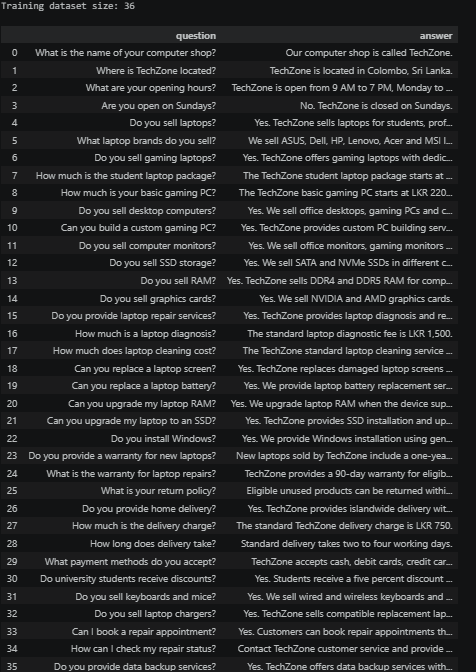 Training dataset size: 36
question answer
0 What is the name of your computer shop? Our computer shop is called TechZone.
1 Where is TechZone located? TechZone is located in Colombo, Sri Lanka.
2 What are your opening hours? TechZone is open from 9 AM to 7 PM, Monday to ...
3 Are you open on Sundays? No. TechZone is closed on Sundays.
4 Do you sell laptops? Yes. TechZone sells laptops for students, prof...
5 What laptop brands do you sell? We sell ASUS, Dell, HP, Lenovo, Acer and MSI l...
6 Do you sell gaming laptops? Yes. TechZone offers gaming laptops with dedic...
7 How much is the student laptop package? The TechZone student laptop package starts at ...
8 How much is your basic gaming PC? The TechZone basic gaming PC starts at LKR 220...
9 Do you sell desktop computers? Yes. We sell office desktops, gaming PCs and c...
10 Can you build a custom gaming PC? Yes. TechZone provides custom PC building serv...
11 Do you sell computer monitors? Yes. We sell office monitors, gaming monitors ...
12 Do you sell SSD storage? Yes. We sell SATA and NVMe SSDs in different c...
13 Do you sell RAM? Yes. TechZone sells DDR4 and DDR5 RAM for comp...
14 Do you sell graphics cards? Yes. We sell NVIDIA and AMD graphics cards.
15 Do you provide laptop repair services? Yes. TechZone provides laptop diagnosis and re...
16 How much is a laptop diagnosis? The standard laptop diagnostic fee is LKR 1,500.
17 How much does laptop cleaning cost? The TechZone standard laptop cleaning service ...
18 Can you replace a laptop screen? Yes. TechZone replaces damaged laptop screens ...
19 Can you replace a laptop battery? Yes. We provide laptop battery replacement ser...
20 Can you upgrade my laptop RAM? Yes. We upgrade laptop RAM when the device sup...
21 Can you upgrade my laptop to an SSD? Yes. TechZone provides SSD installation and up...
22 Do you install Windows? Yes. We provide Windows installation using gen...
23 Do you provide a warranty for new laptops? New laptops sold by TechZone include a one-yea...
24 What is the warranty for laptop repairs? TechZone provides a 90-day warranty for eligib...
25 What is your return policy? Eligible unused products can be returned withi...
26 Do you provide home delivery? Yes. TechZone provides islandwide delivery wit...
27 How much is the delivery charge? The standard TechZone delivery charge is LKR 750.
28 How long does delivery take? Standard delivery takes two to four working days.
29 What payment methods do you accept? TechZone accepts cash, debit cards, credit car...
30 Do university students receive discounts? Yes. Students receive a five percent discount ...
31 Do you sell keyboards and mice? Yes. We sell wired and wireless keyboards and ...
32 Do you sell laptop chargers? Yes. TechZone sells compatible replacement lap...
33 Can I book a repair appointment? Yes. Customers can book repair appointments th...
34 How can I check my repair status? Contact TechZone customer service and provide ...
35 Do you provide data backup services? Yes. TechZone offers data backup services ...